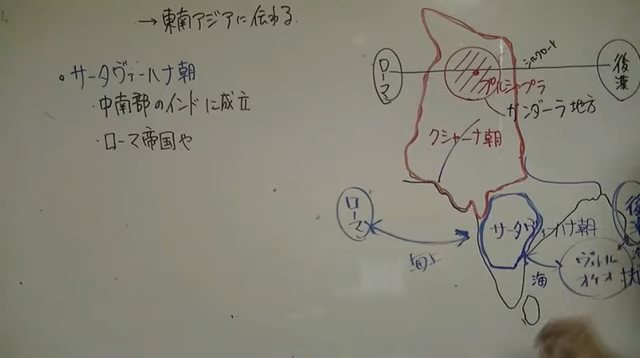 →東南アジアに伝わる
・サータヴァーハナ朝
・中南部のインドに成立
・ローマ帝国や
ローマ
シルクロード
後漢
プルシャプラ
ガンダーラ地方
クシャーナ朝
ローマ
サータヴァーハナ朝
海
後漢